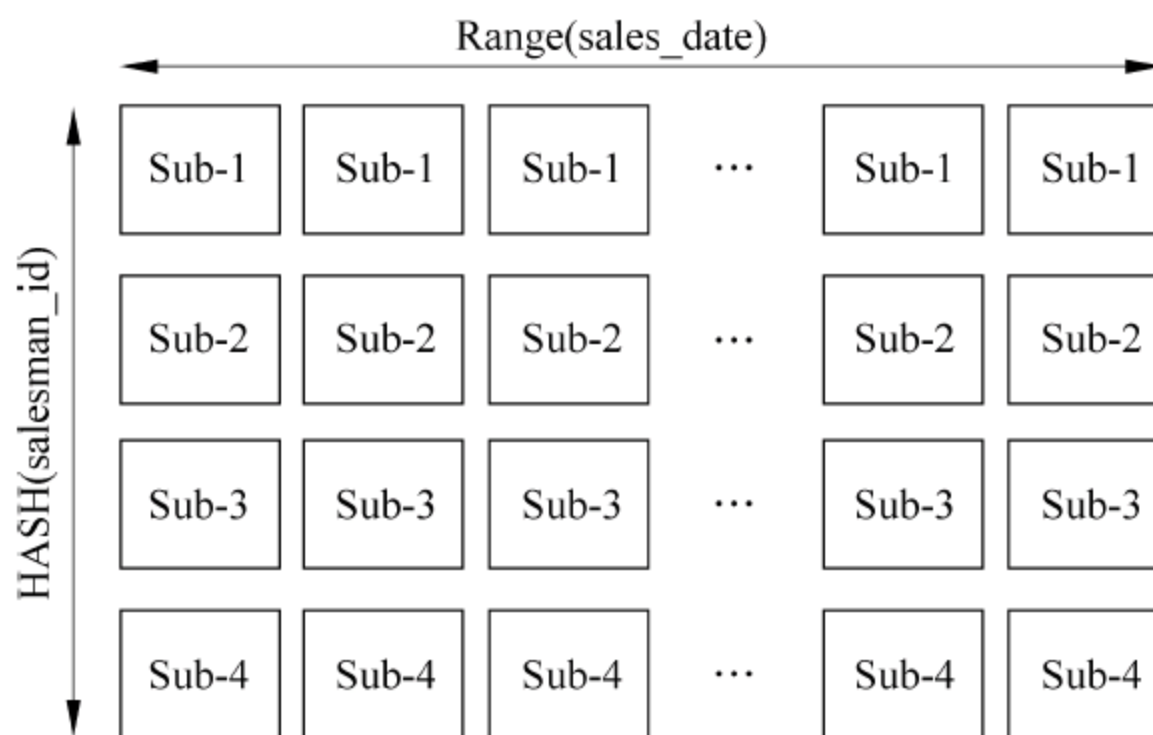 Range(sales_date)
HASH(salesman_id)
Sub-1 Sub-1 Sub-1 ··· Sub-1 Sub-1
Sub-2 Sub-2 Sub-2 ··· Sub-2 Sub-2
Sub-3 Sub-3 Sub-3 ··· Sub-3 Sub-3
Sub-4 Sub-4 Sub-4 ··· Sub-4 Sub-4